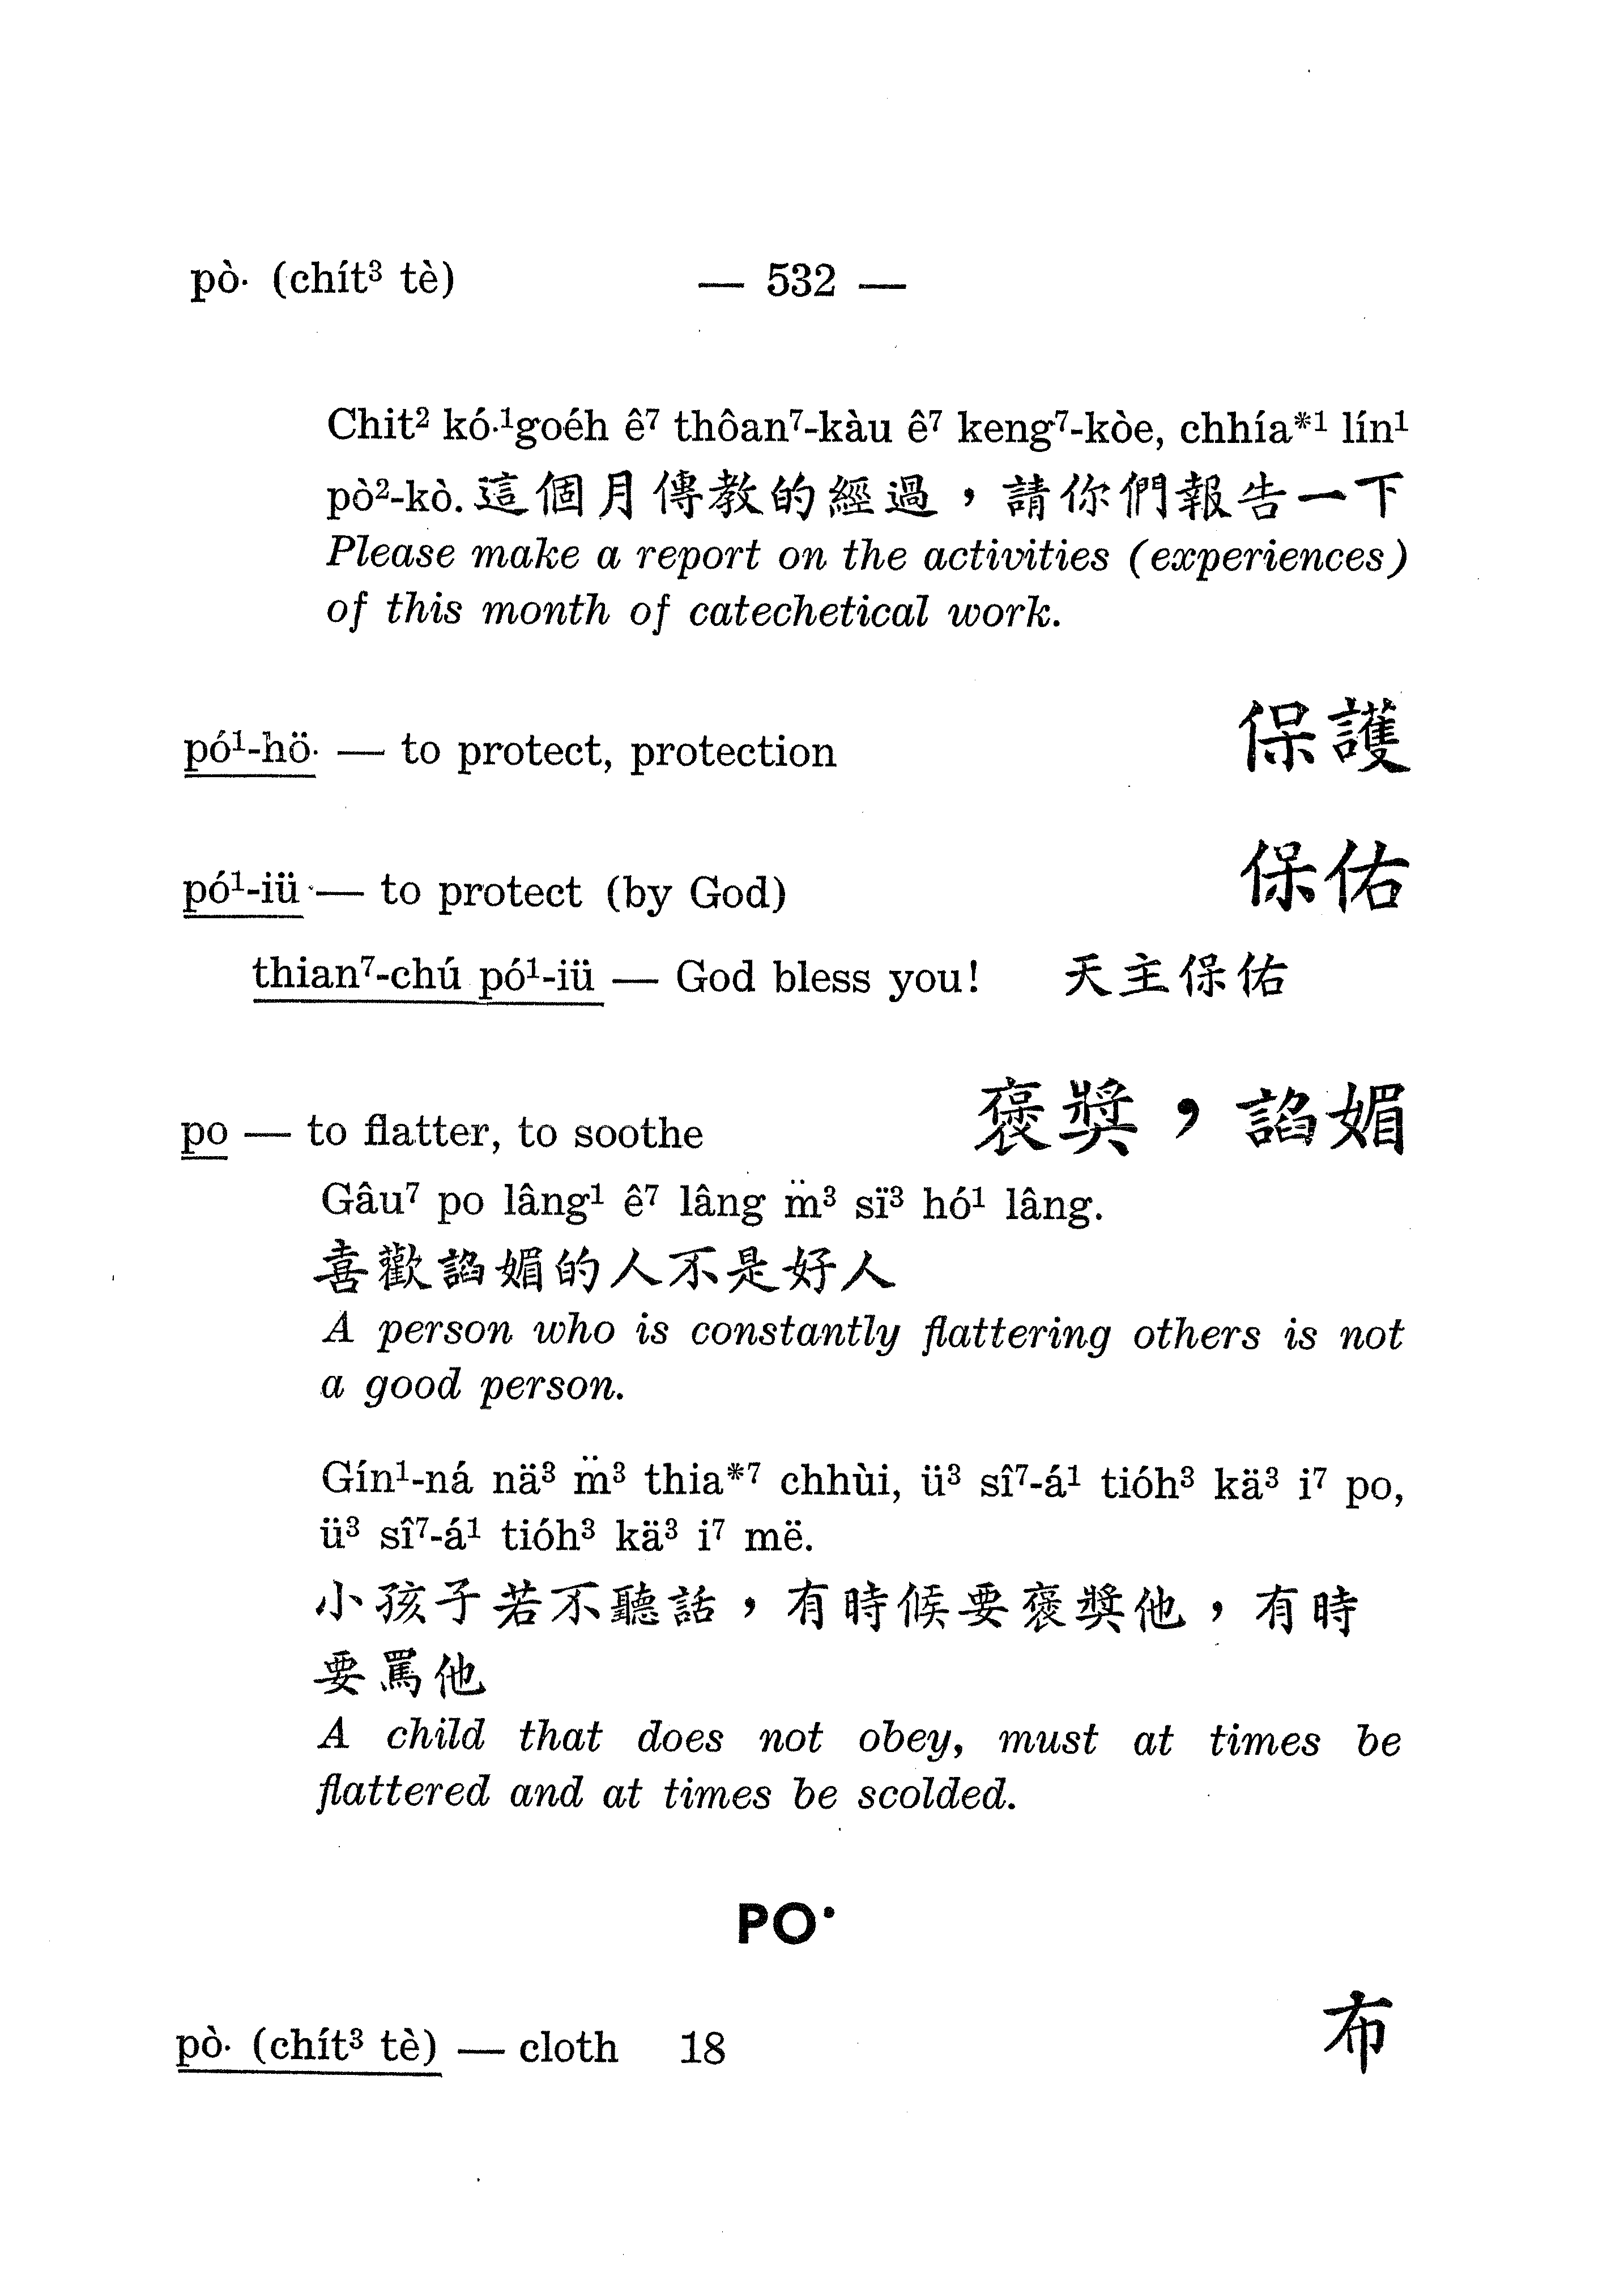 pò· (chít³ tè) — 532 —
Chit² kó·¹goéh ê⁷ thôan⁷-kàu ê⁷ keng⁷-kòe, chhía*¹ lín¹
pò²-kò. 這個月傳教的經過，請你們報告一下
Please make a report on the activities (experiences)
of this month of catechetical work.
pó¹-hö· — to protect, protection 保護
pó¹-iü — to protect (by God) 保佑
thian⁷-chú pó¹-iü — God bless you! 天主保佑
po — to flatter, to soothe 褒獎，諂媚
Gâu⁷ po lâng¹ ê⁷ lâng m̈³ sï³ hó¹ lâng.
喜歡諂媚的人不是好人
A person who is constantly flattering others is not
a good person.
Gín¹-ná nä³ m̈³ thia*⁷ chhùi, ü³ sî⁷-á¹ tióh³ kä³ i⁷ po,
ü³ sî⁷-á¹ tióh³ kä³ i⁷ më.
小孩子若不聽話，有時候要褒獎他，有時
要罵他
A child that does not obey, must at times be
flattered and at times be scolded.
PO·
pò· (chít³ tè) — cloth 18 布